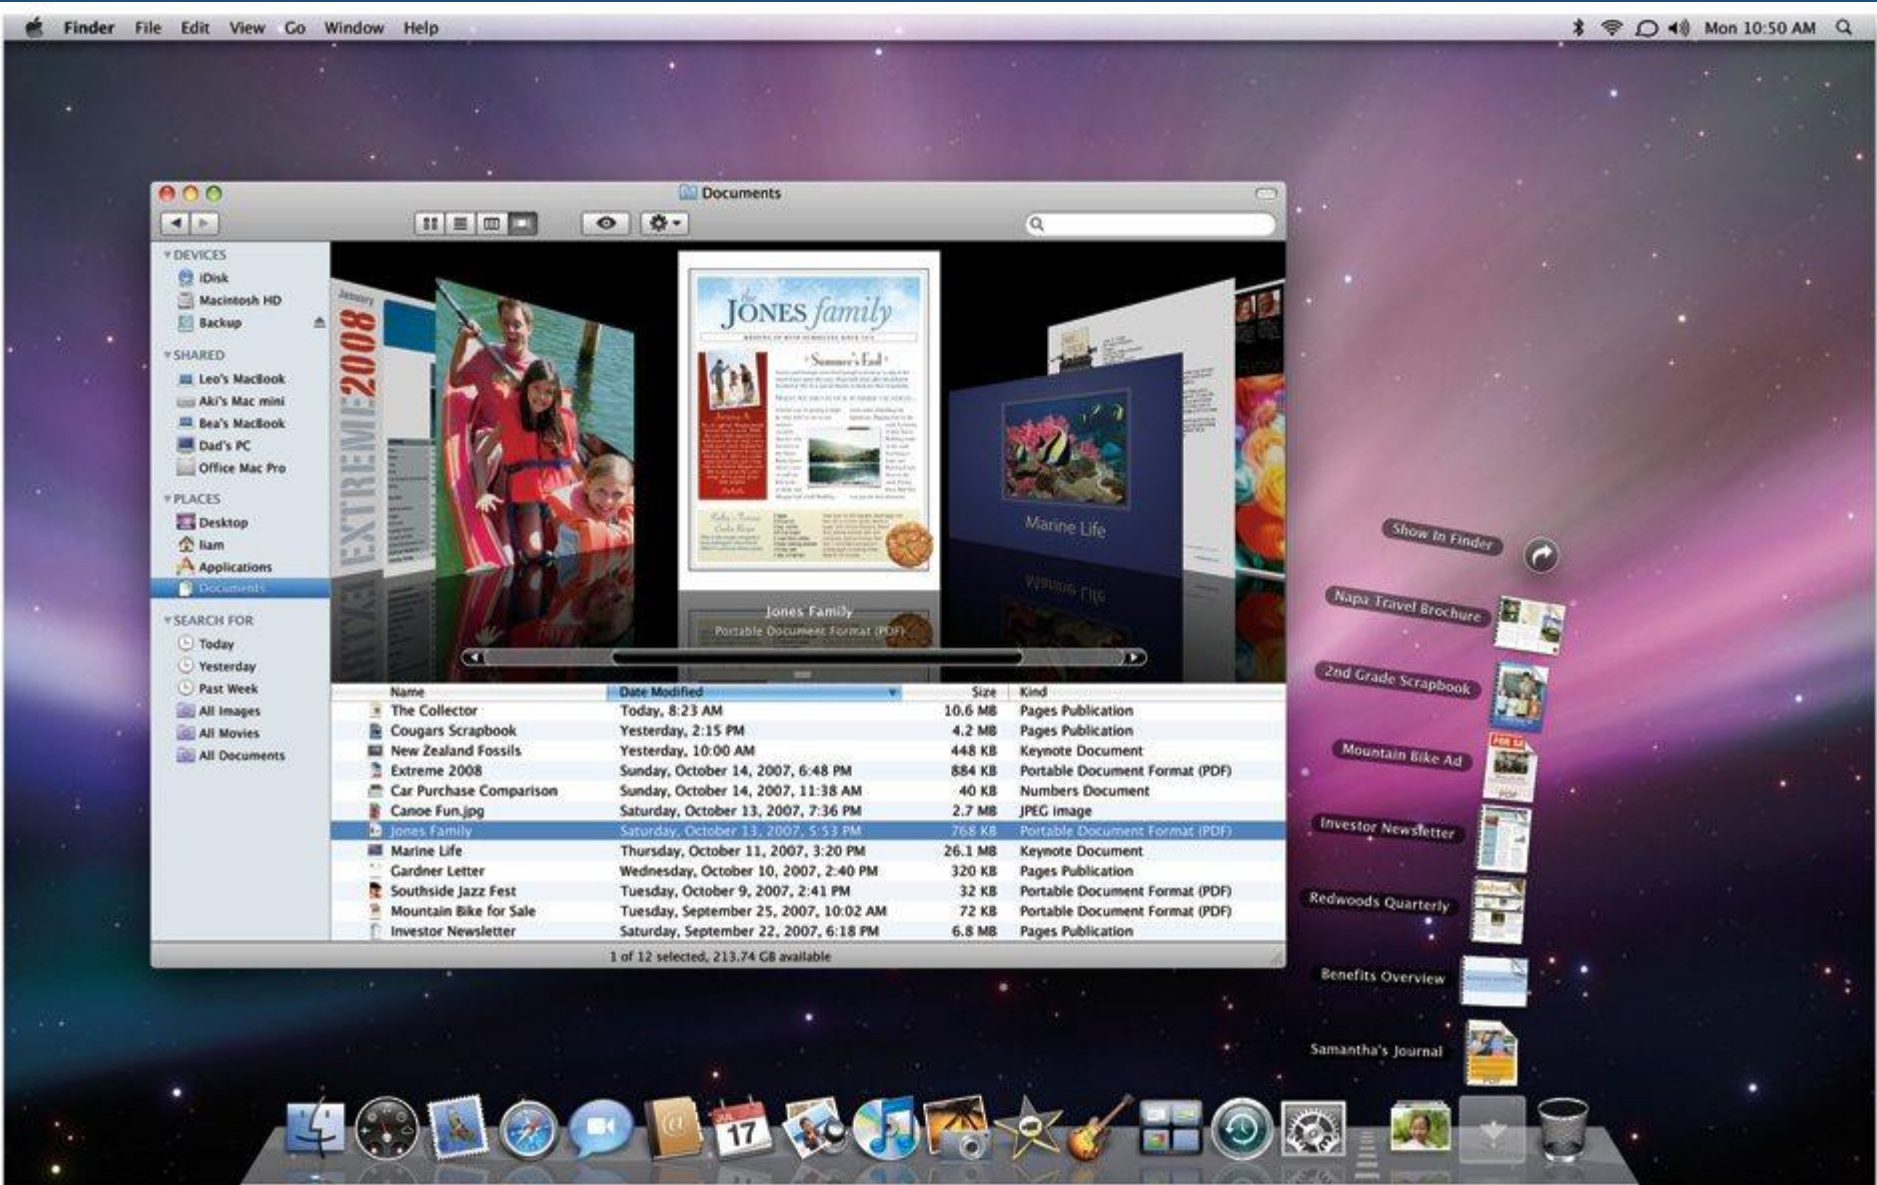 Finder File Edit View Go Window Help
Mon 10:50 AM
Documents
DEVICES
iDisk
Macintosh HD
Backup
SHARED
Leo's MacBook
Aki's Mac mini
Bea's MacBook
Dad's PC
Office Mac Pro
PLACES
Desktop
liam
Applications
Documents
SEARCH FOR
Today
Yesterday
Past Week
All Images
All Movies
All Documents
January
EXTREME:2008
the
JONES family
Summer's End
Marine Life
Jones Family
Portable Document Format (PDF)
Name Date Modified Size Kind
The Collector Today, 8:23 AM 10.6 MB Pages Publication
Cougars Scrapbook Yesterday, 2:15 PM 4.2 MB Pages Publication
New Zealand Fossils Yesterday, 10:00 AM 448 KB Keynote Document
Extreme 2008 Sunday, October 14, 2007, 6:48 PM 884 KB Portable Document Format (PDF)
Car Purchase Comparison Sunday, October 14, 2007, 11:38 AM 40 KB Numbers Document
Canoe Fun.jpg Saturday, October 13, 2007, 7:36 PM 2.7 MB JPEG image
Jones Family Saturday, October 13, 2007, 5:53 PM 768 KB Portable Document Format (PDF)
Marine Life Thursday, October 11, 2007, 3:20 PM 26.1 MB Keynote Document
Gardner Letter Wednesday, October 10, 2007, 2:40 PM 320 KB Pages Publication
Southside Jazz Fest Tuesday, October 9, 2007, 2:41 PM 32 KB Portable Document Format (PDF)
Mountain Bike for Sale Tuesday, September 25, 2007, 10:02 AM 72 KB Portable Document Format (PDF)
Investor Newsletter Saturday, September 22, 2007, 6:18 PM 6.8 MB Pages Publication
1 of 12 selected, 213.74 GB available
Show In Finder
Napa Travel Brochure
2nd Grade Scrapbook
Mountain Bike Ad
FOR SA
PDF
Investor Newsletter
Redwoods Quarterly
Benefits Overview
Samantha's Journal
PDF
JUL
17